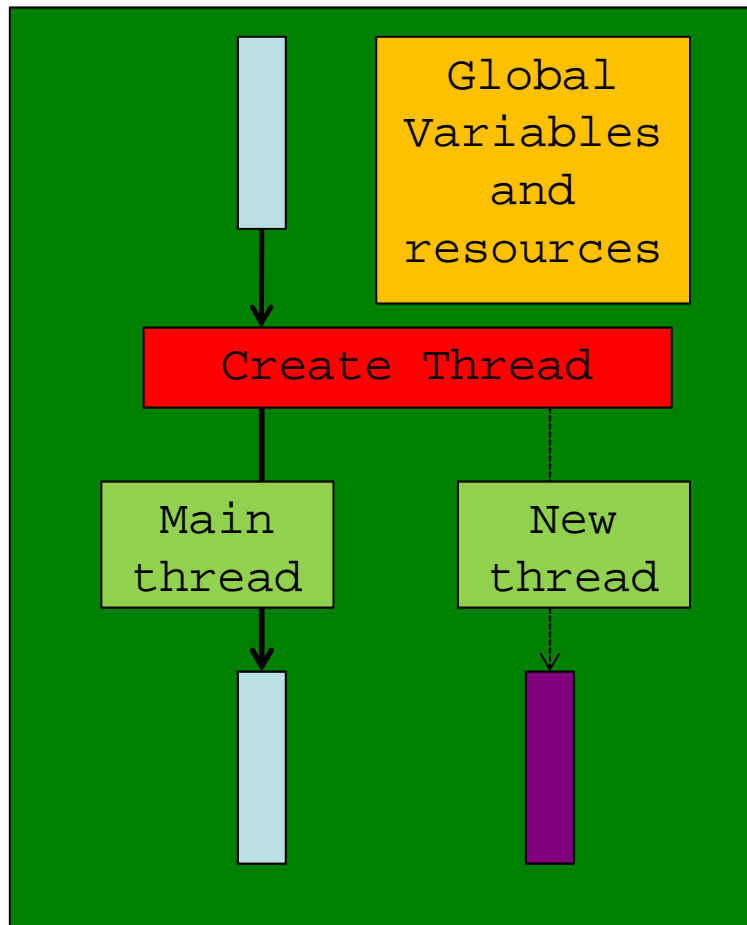 Global
Variables
and
resources
Create Thread
Main
thread
New
thread